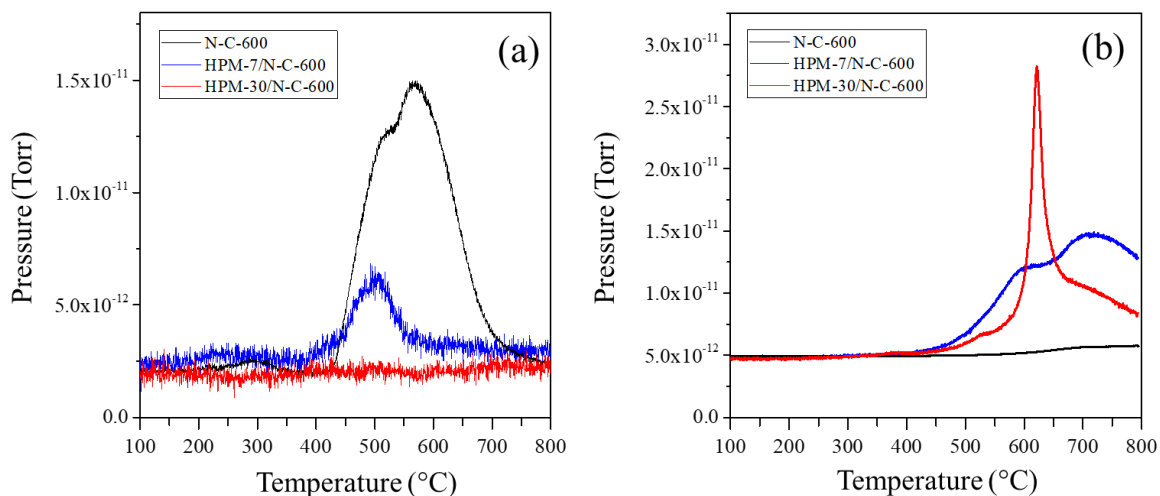 (a)
N-C-600
HPM-7/N-C-600
HPM-30/N-C-600
Pressure (Torr)
1.5x10-11
1.0x10-11
5.0x10-12
0.0
100 200 300 400 500 600 700 800
Temperature (°C)
(b)
N-C-600
HPM-7/N-C-600
HPM-30/N-C-600
Pressure (Torr)
3.0x10-11
2.5x10-11
2.0x10-11
1.5x10-11
1.0x10-11
5.0x10-12
0.0
100 200 300 400 500 600 700 800
Temperature (°C)